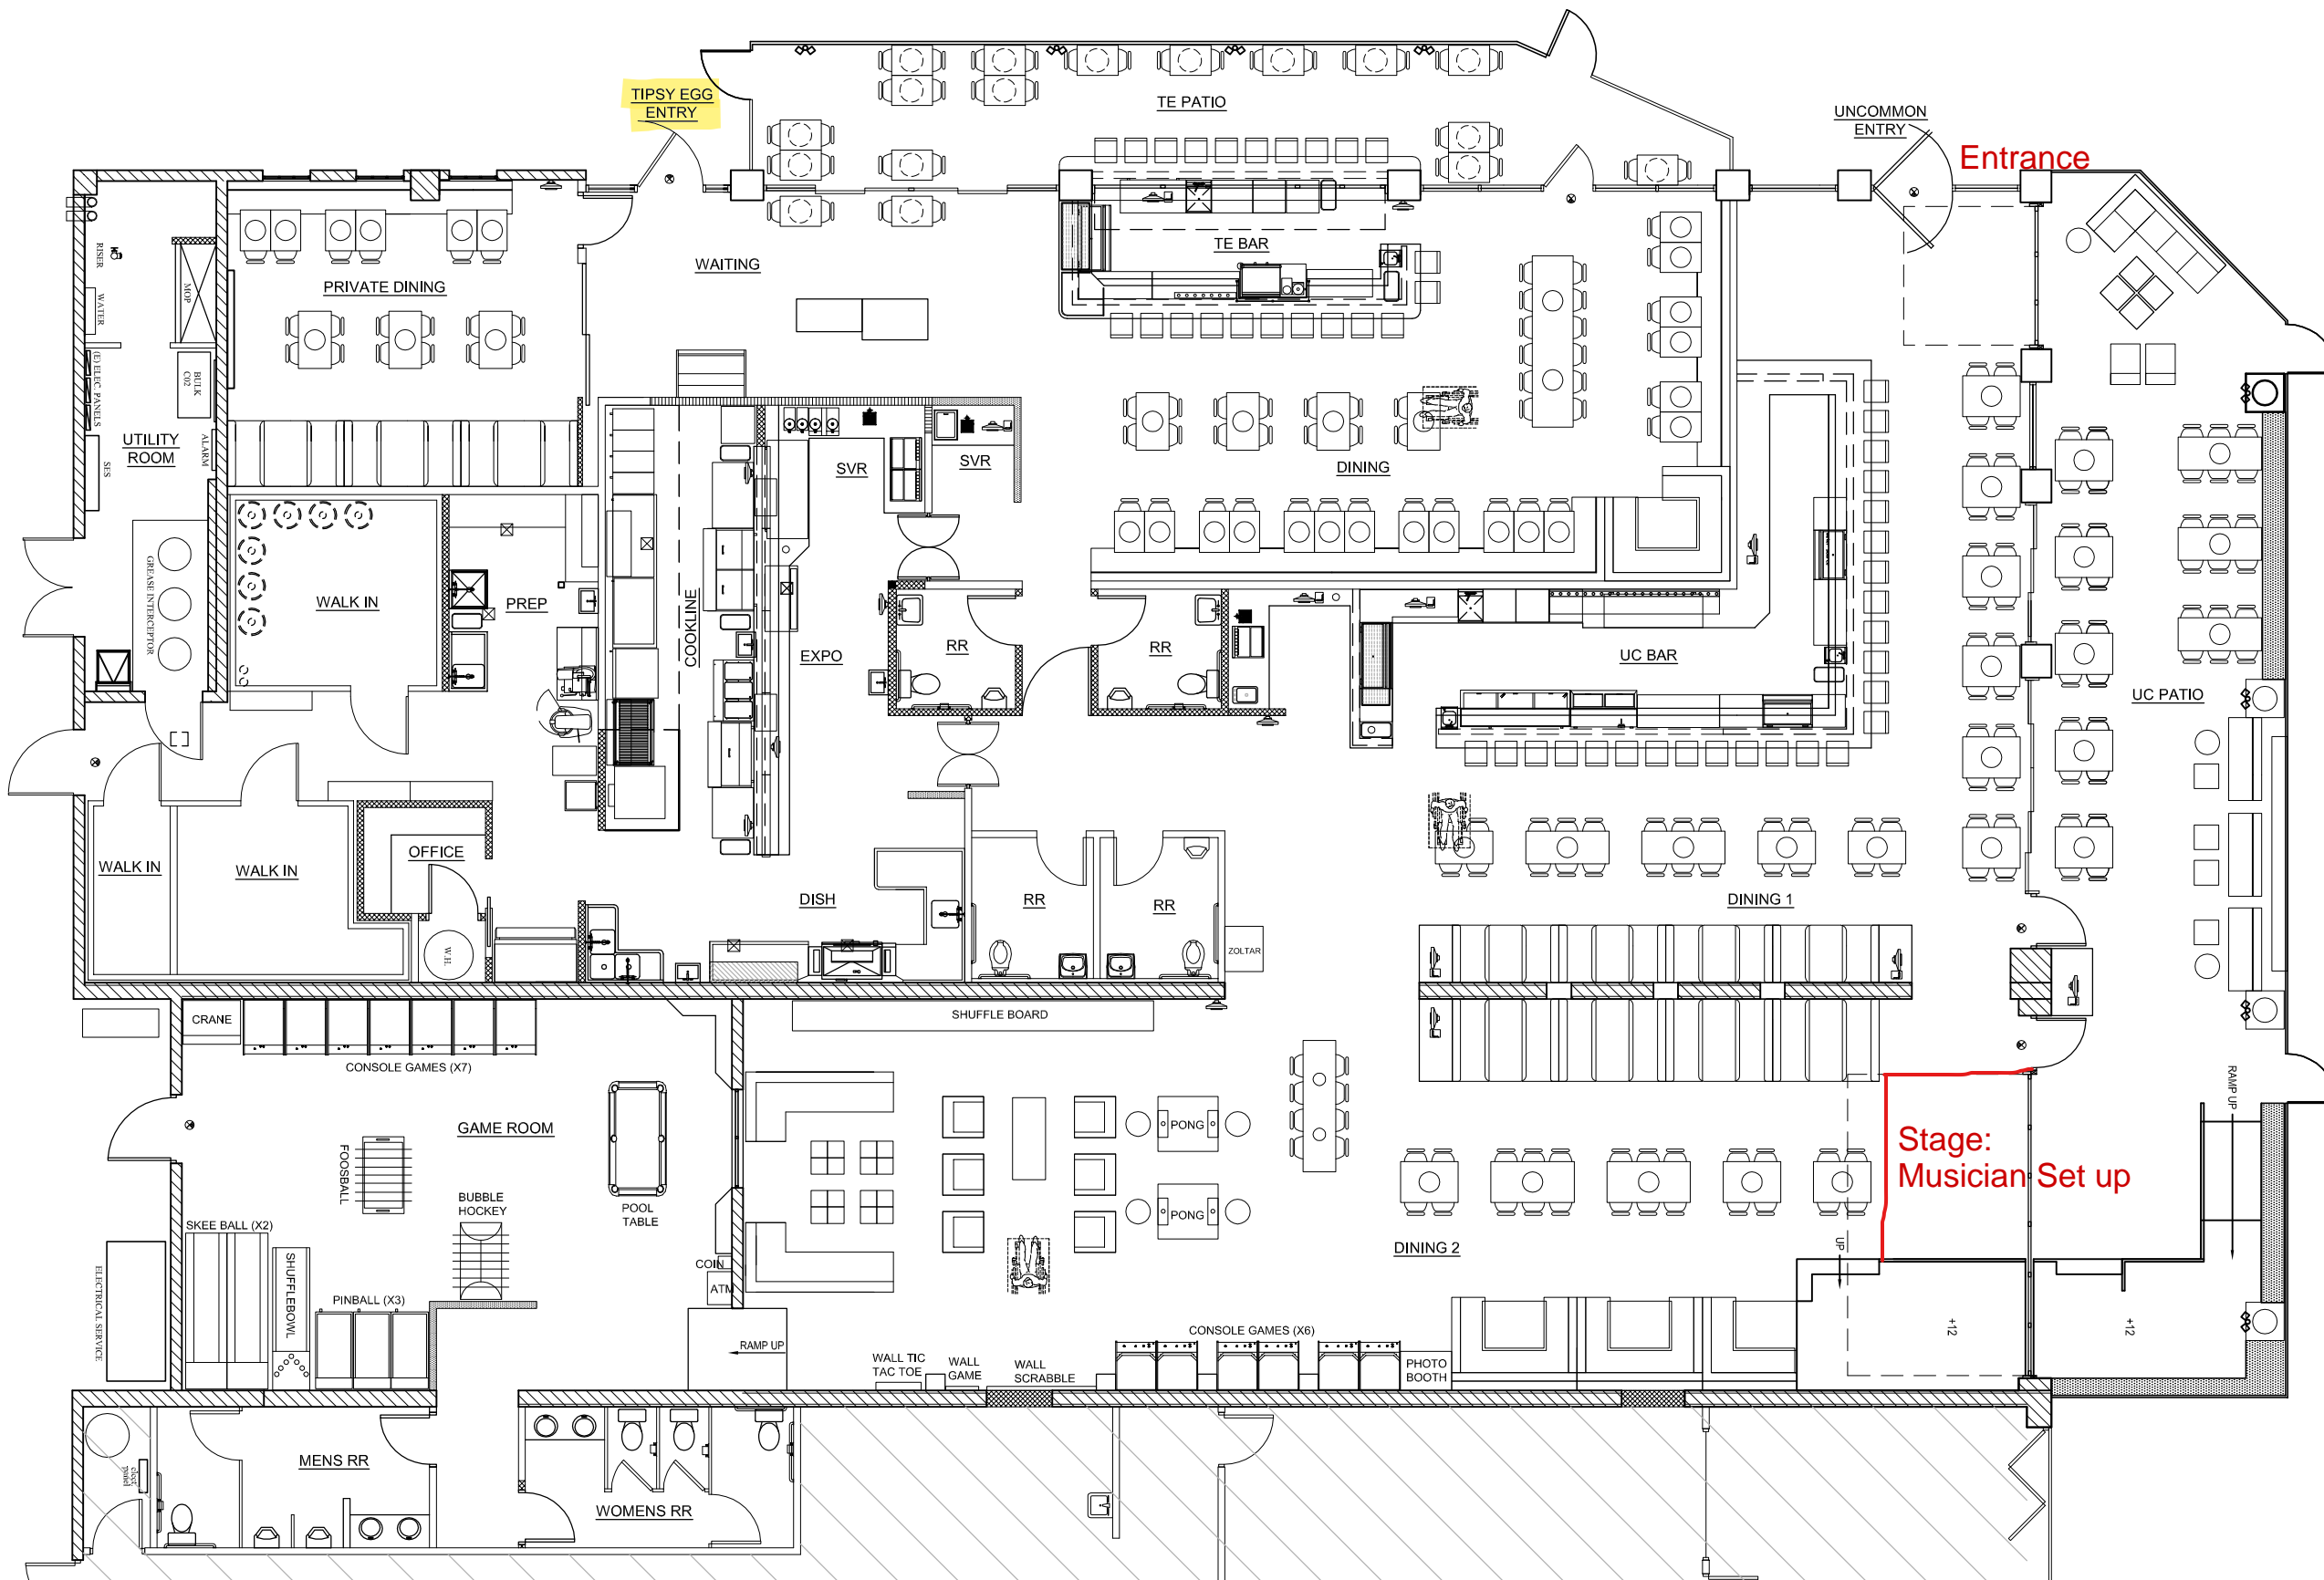 TIPSY EGG
ENTRY
TE PATIO
UNCOMMON
ENTRY
Entrance
RISER
WATER
MOP
PRIVATE DINING
WAITING
TE BAR
(E) ELEC. PANELS
BULK
C02
UTILITY
ROOM
ALARM
SES
SVR
SVR
DINING
GREASE INTERCEPTOR
WALK IN
PREP
COOKLINE
EXPO
RR
RR
UC BAR
UC PATIO
WALK IN
WALK IN
OFFICE
W.H.
DISH
RR
RR
ZOLTAR
DINING 1
CRANE
CONSOLE GAMES (X7)
SHUFFLE BOARD
GAME ROOM
FOOSBALL
BUBBLE
HOCKEY
POOL
TABLE
PONG
PONG
RAMP UP
Stage:
Musician Set up
SKEE BALL (X2)
SHUFFLEBOWL
PINBALL (X3)
COIN
ATM
DINING 2
UP
ELECTRICAL SERVICE
RAMP UP
CONSOLE GAMES (X6)
WALL TIC
TAC TOE
WALL
GAME
WALL
SCRABBLE
PHOTO
BOOTH
+12
+12
elect.
panel
MENS RR
WOMENS RR